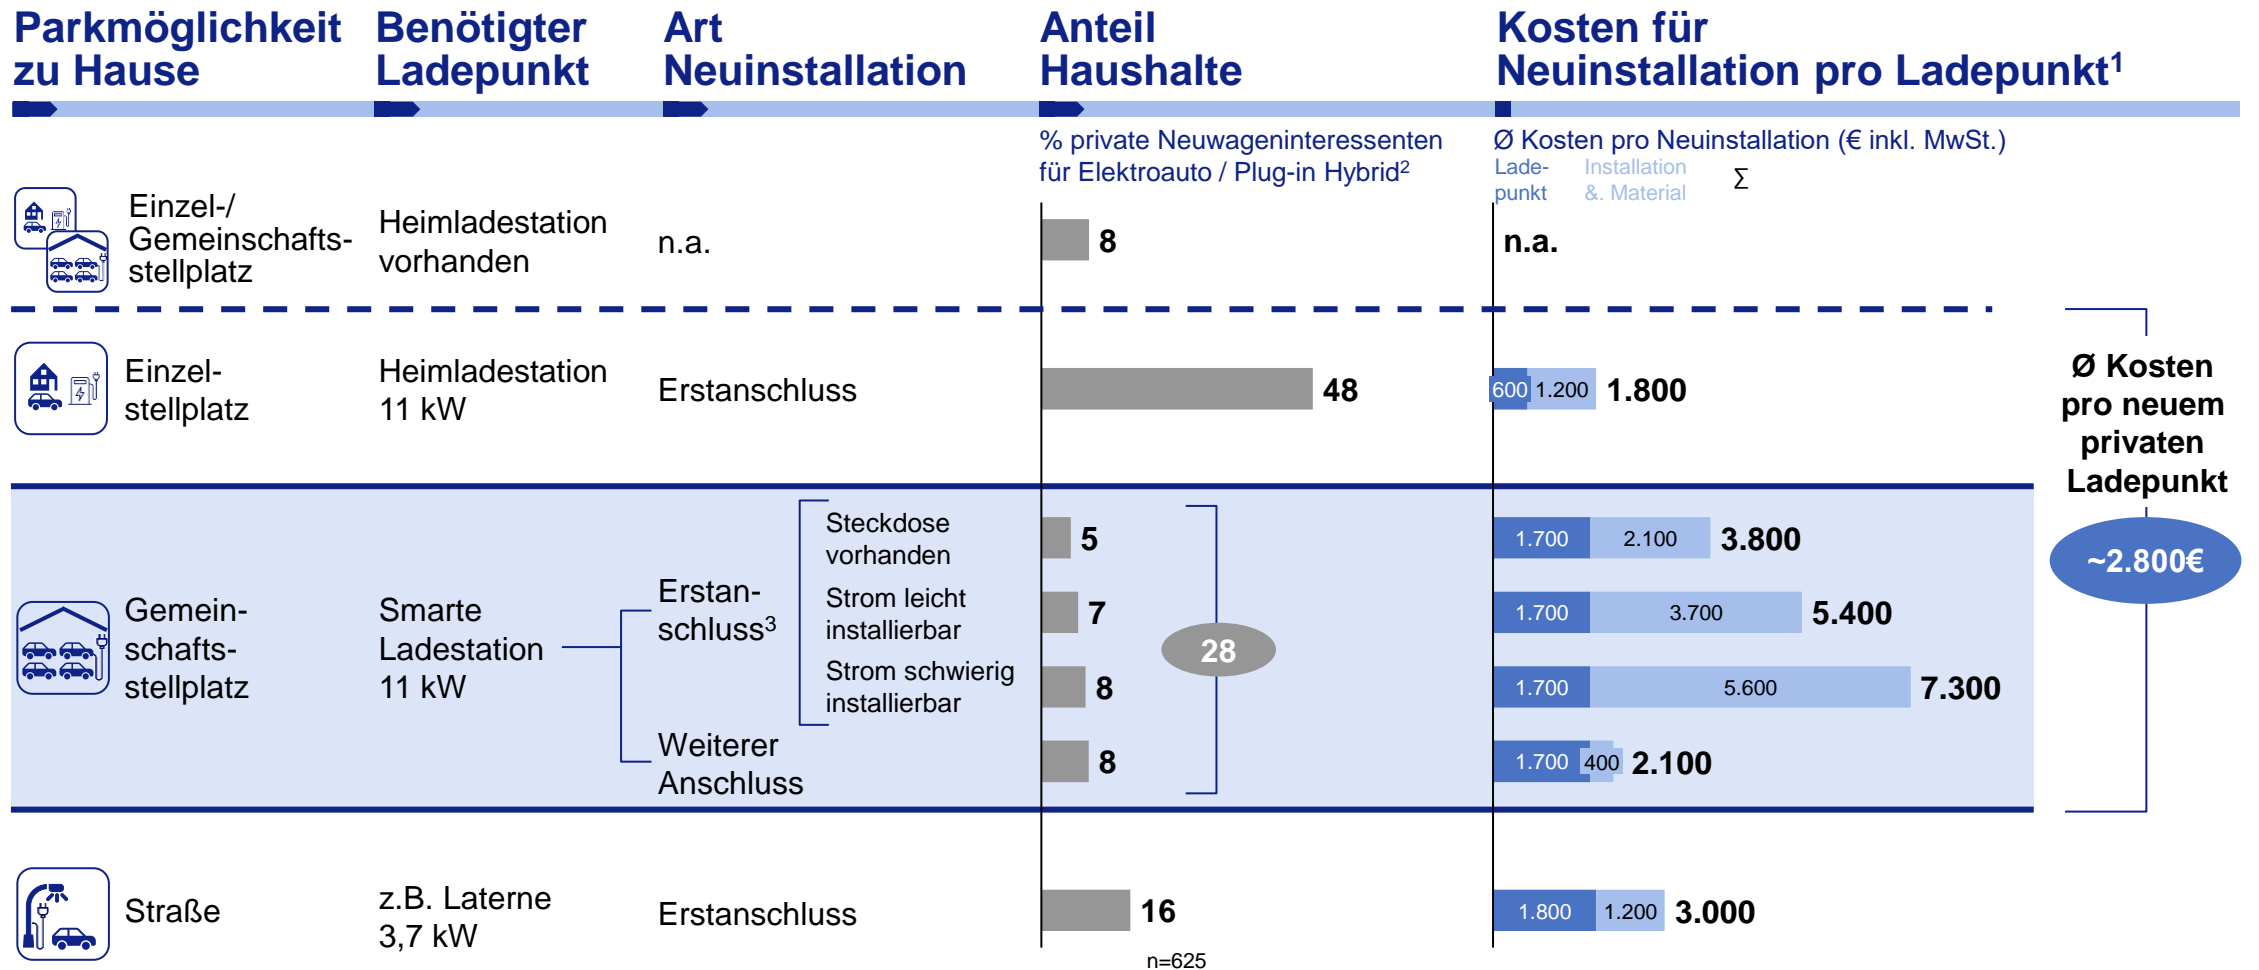 Parkmöglichkeit
zu Hause
Benötigter
Ladepunkt
Art
Neuinstallation
Anteil
Haushalte
Kosten für
Neuinstallation pro Ladepunkt¹
% private Neuwageninteressenten
für Elektroauto / Plug-in Hybrid²
Ø Kosten pro Neuinstallation (€ inkl. MwSt.)
Lade-
punkt
Installation
&. Material
∑
Einzel-/
Gemeinschafts-
stellplatz
Heimladestation
vorhanden
n.a.
8
n.a.
Einzel-
stellplatz
Heimladestation
11 kW
Erstanschluss
48
600 1.200 1.800
Gemein-
schafts-
stellplatz
Smarte
Ladestation
11 kW
Erstan-
schluss³
Steckdose
vorhanden
5
1.700 2.100 3.800
Strom leicht
installierbar
7
1.700 3.700 5.400
Strom schwierig
installierbar
8
1.700 5.600 7.300
Weiterer
Anschluss
8
1.700 400 2.100
28
Straße
z.B. Laterne
3,7 kW
Erstanschluss
16
1.800 1.200 3.000
n=625
Ø Kosten
pro neuem
privaten
Ladepunkt
~2.800€